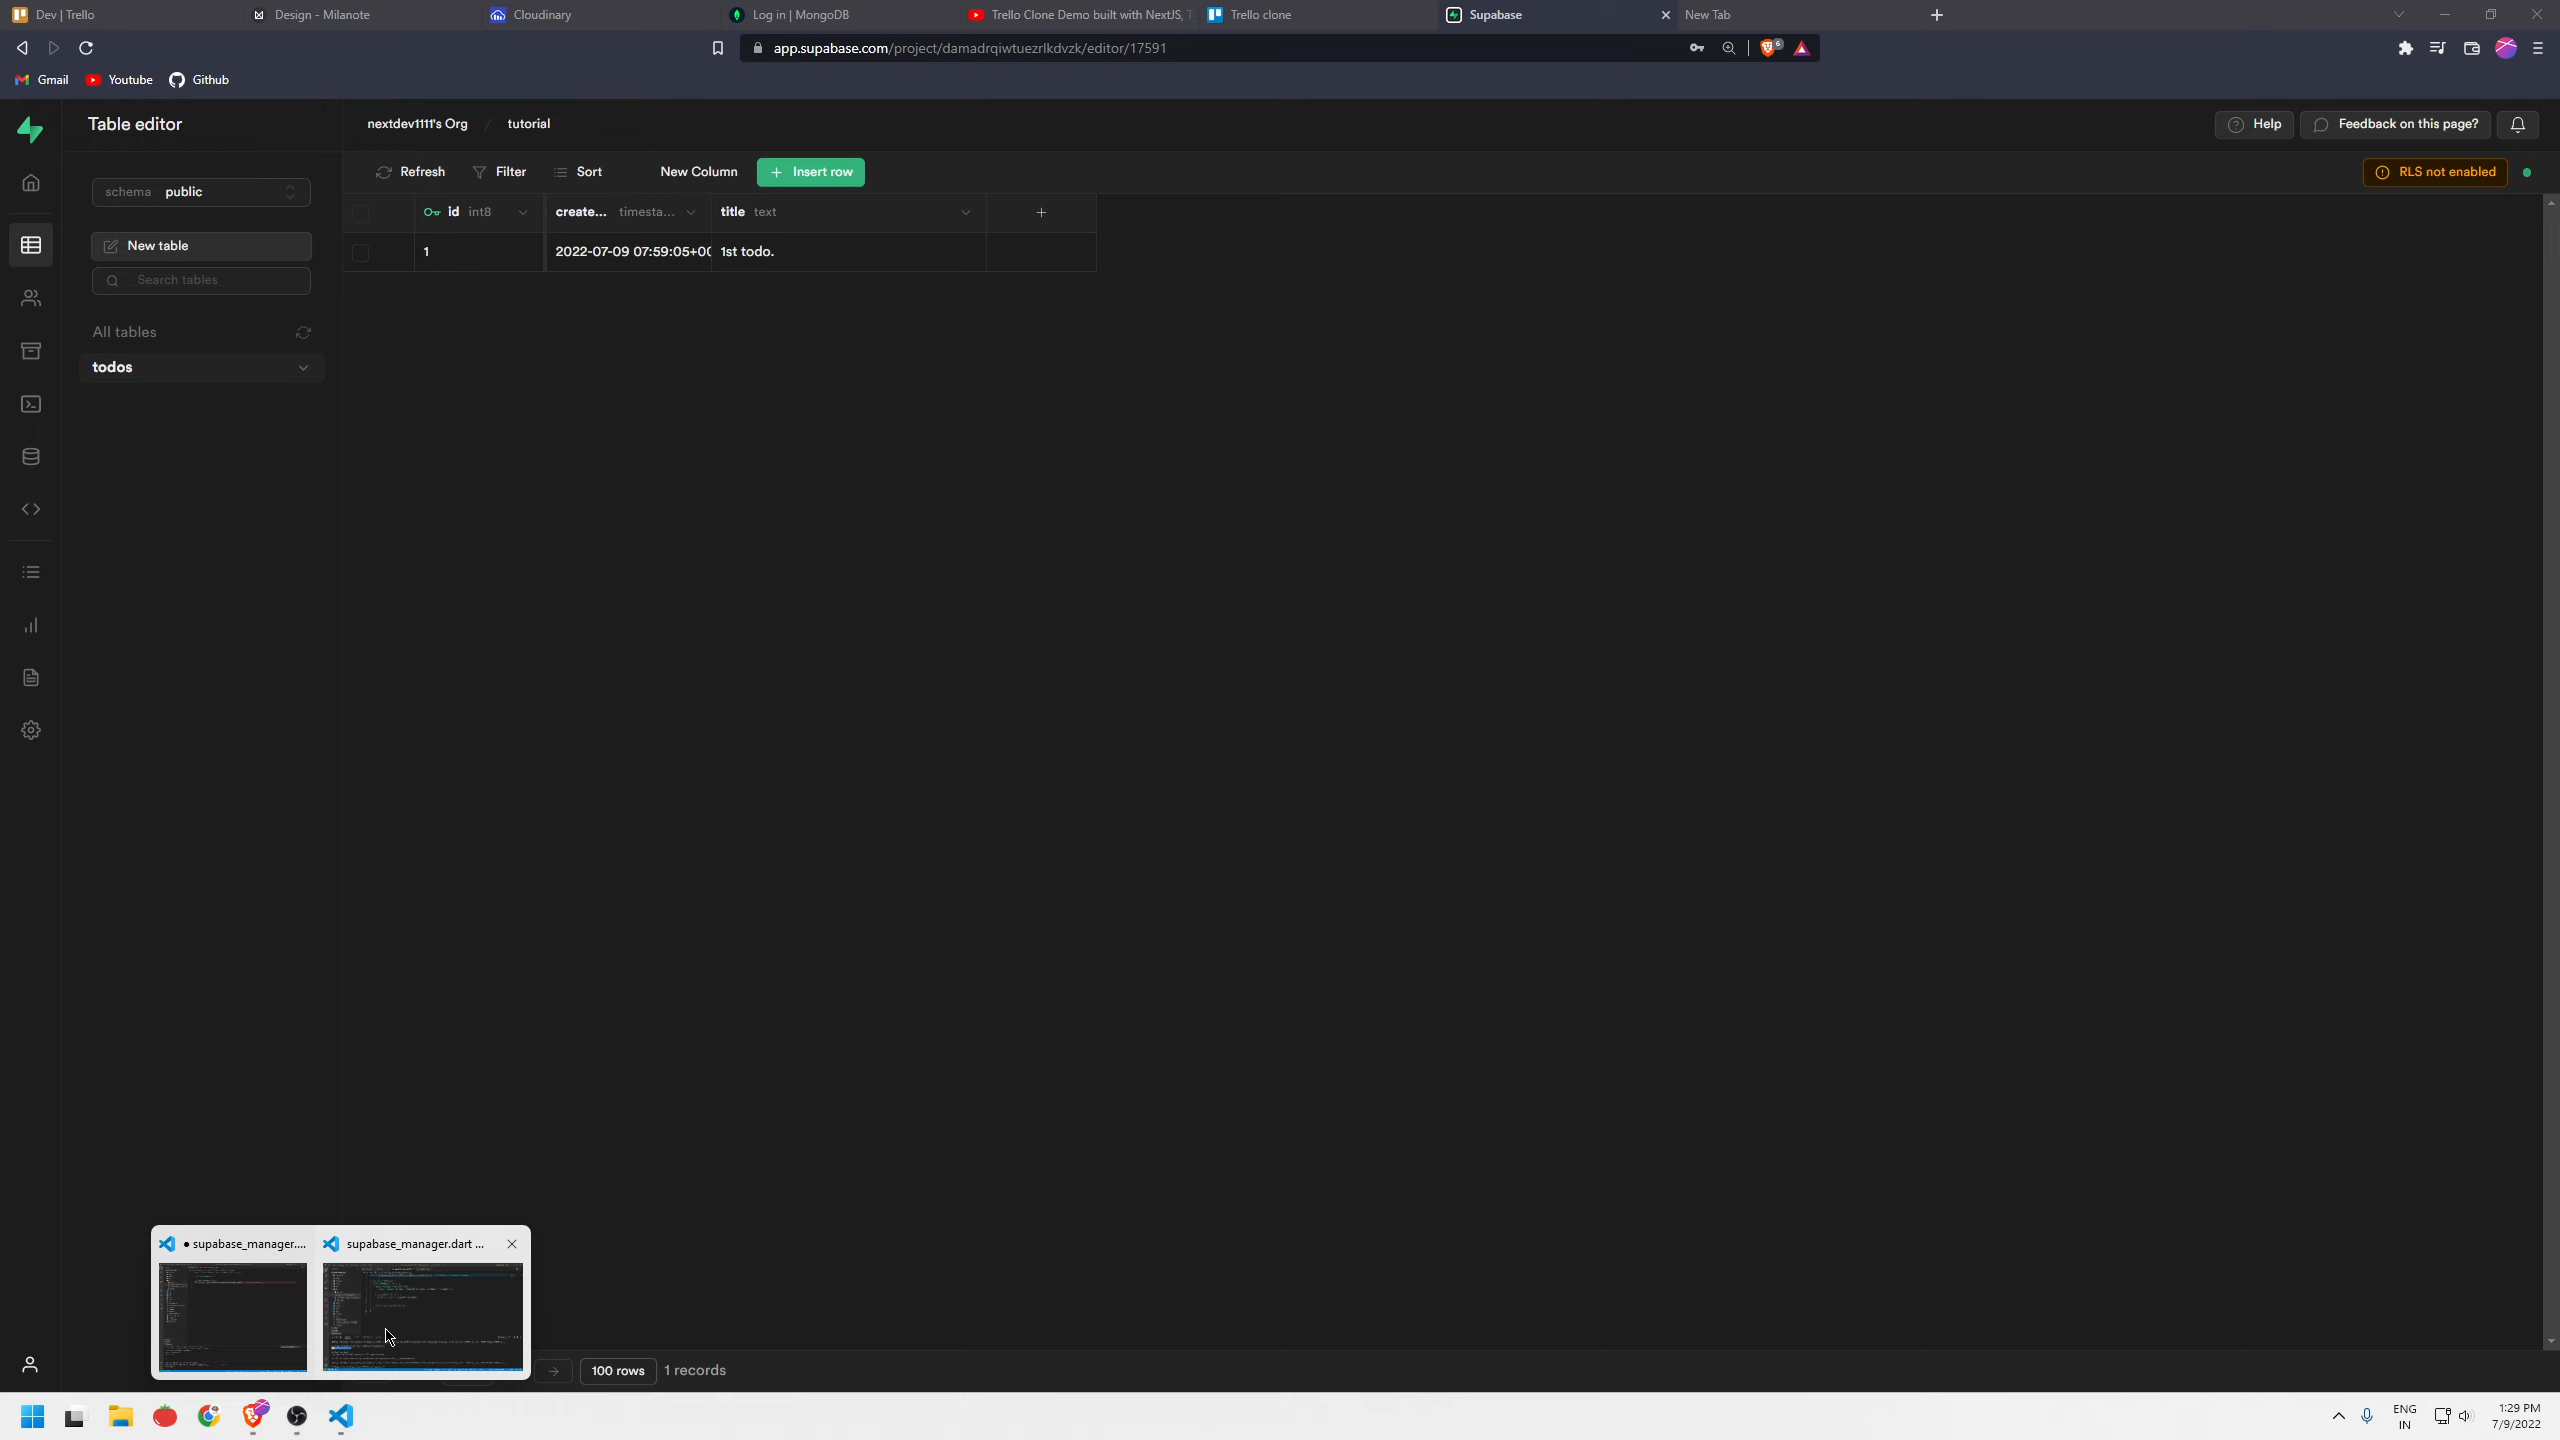 Dev | Trello
Design - Milanote
Cloudinary
Log in | MongoDB
Trello Clone Demo built with NextJS, T
Trello clone
Supabase
New Tab
app.supabase.com/project/damadrqiwtuezrlkdvzk/editor/17591
6
Gmail
Youtube
Github
Table editor
nextdev1111's Org / tutorial
Help
Feedback on this page?
schema public
Refresh
Filter
Sort
New Column
+ Insert row
RLS not enabled
id int8
create... timesta...
title text
New table
1
2022-07-09 07:59:05+00
1st todo.
Search tables
All tables
todos
• supabase_manager....
supabase_manager.dart ...
100 rows
1 records
ENG
IN
1:29 PM
7/9/2022